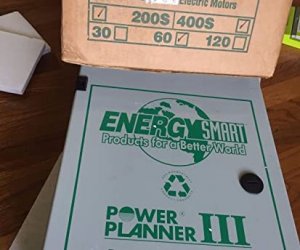 Electric Motors
200S 400S
30 60 120
ENERGY SMART
Products for a Better World
POWER
PLANNER III